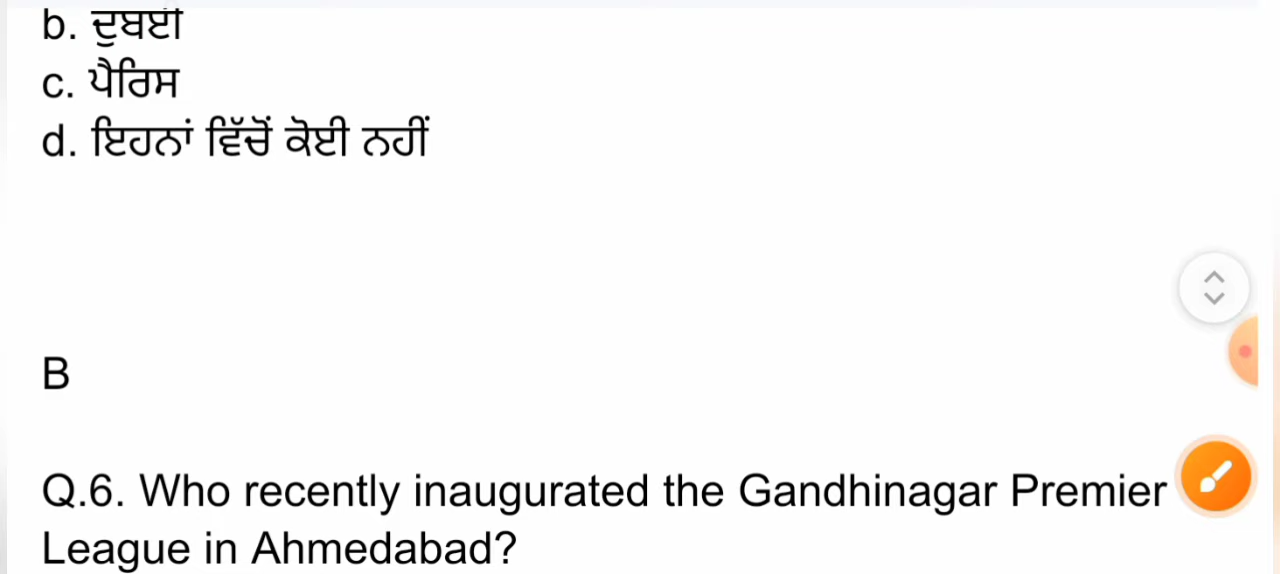 b. ਦੁਬਈ
c. ਪੈਰਿਸ
d. ਇਹਨਾਂ ਵਿੱਚੋਂ ਕੋਈ ਨਹੀਂ
B
Q.6. Who recently inaugurated the Gandhinagar Premier
League in Ahmedabad?